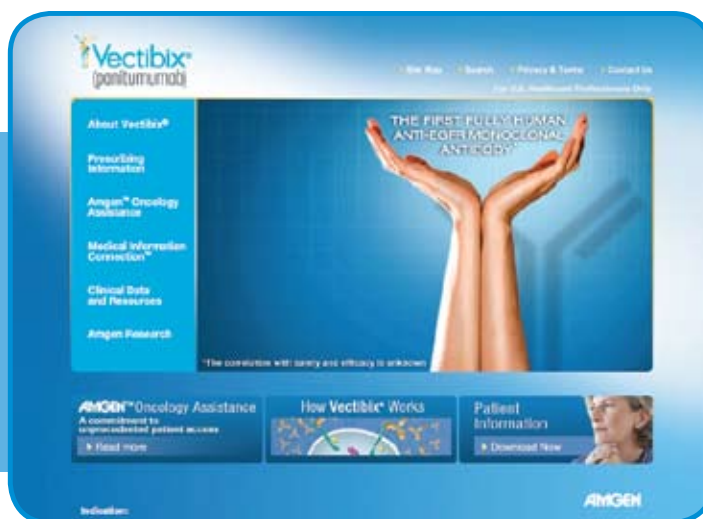 Vectibix®
(panitumumab)
Site Map Search Privacy & Terms Contact Us
For U.S. Healthcare Professionals Only
About Vectibix®
Prescribing
Information
Amgen™ Oncology
Assistance
Medical Information
Connection™
Clinical Data
and Resources
Amgen Research
THE FIRST FULLY HUMAN
ANTI-EGFR MONOCLONAL
ANTIBODY*
*The correlation with safety and efficacy is unknown
AMGEN™ Oncology Assistance
A commitment to
unprecedented patient access
Read more
How Vectibix® Works
Patient
Information
Download Now
AMGEN
Indication: